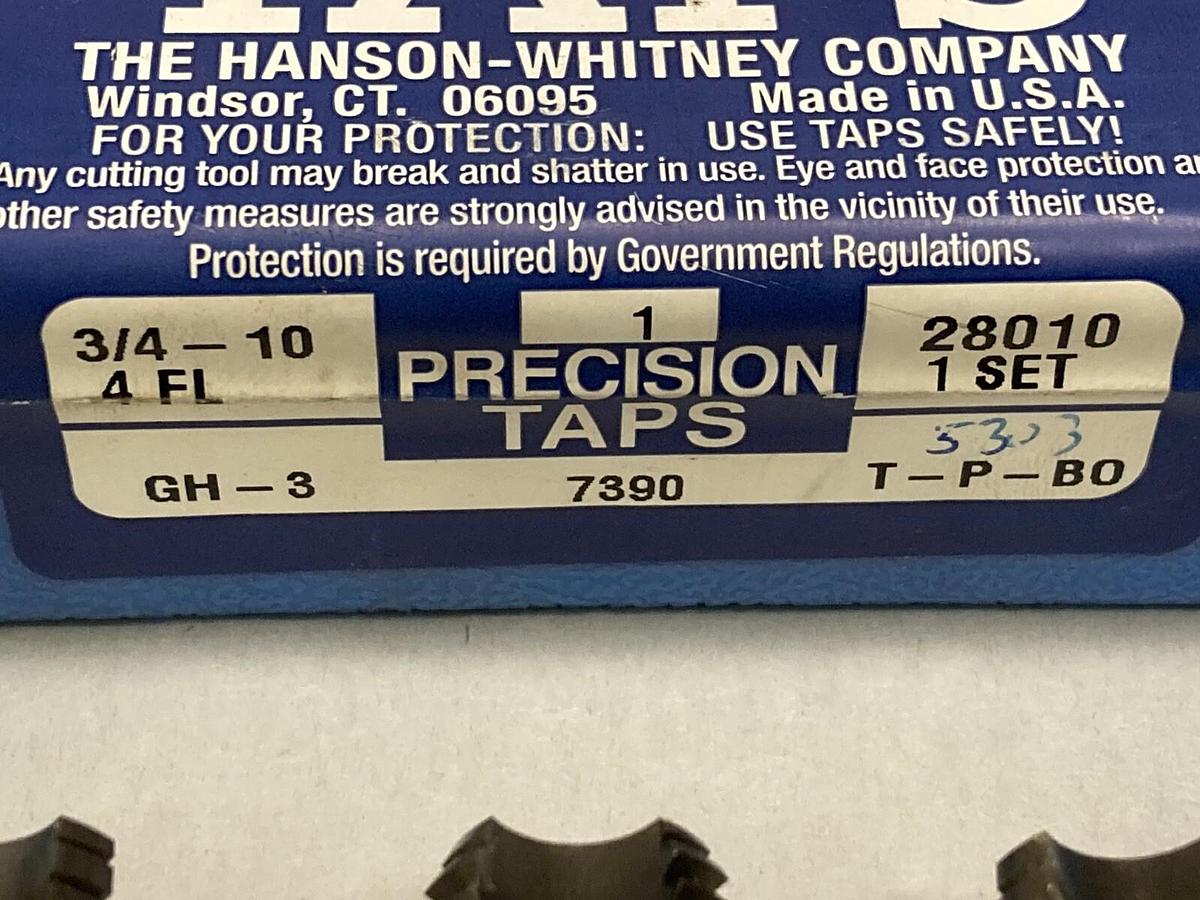 TAPS
THE HANSON-WHITNEY COMPANY
Windsor, CT. 06095 Made in U.S.A.
FOR YOUR PROTECTION: USE TAPS SAFELY!
Any cutting tool may break and shatter in use. Eye and face protection an
other safety measures are strongly advised in the vicinity of their use.
Protection is required by Government Regulations.
3/4 – 10 1 28010
4 FL PRECISION 1 SET
TAPS 5303
GH – 3 7390 T – P – BO